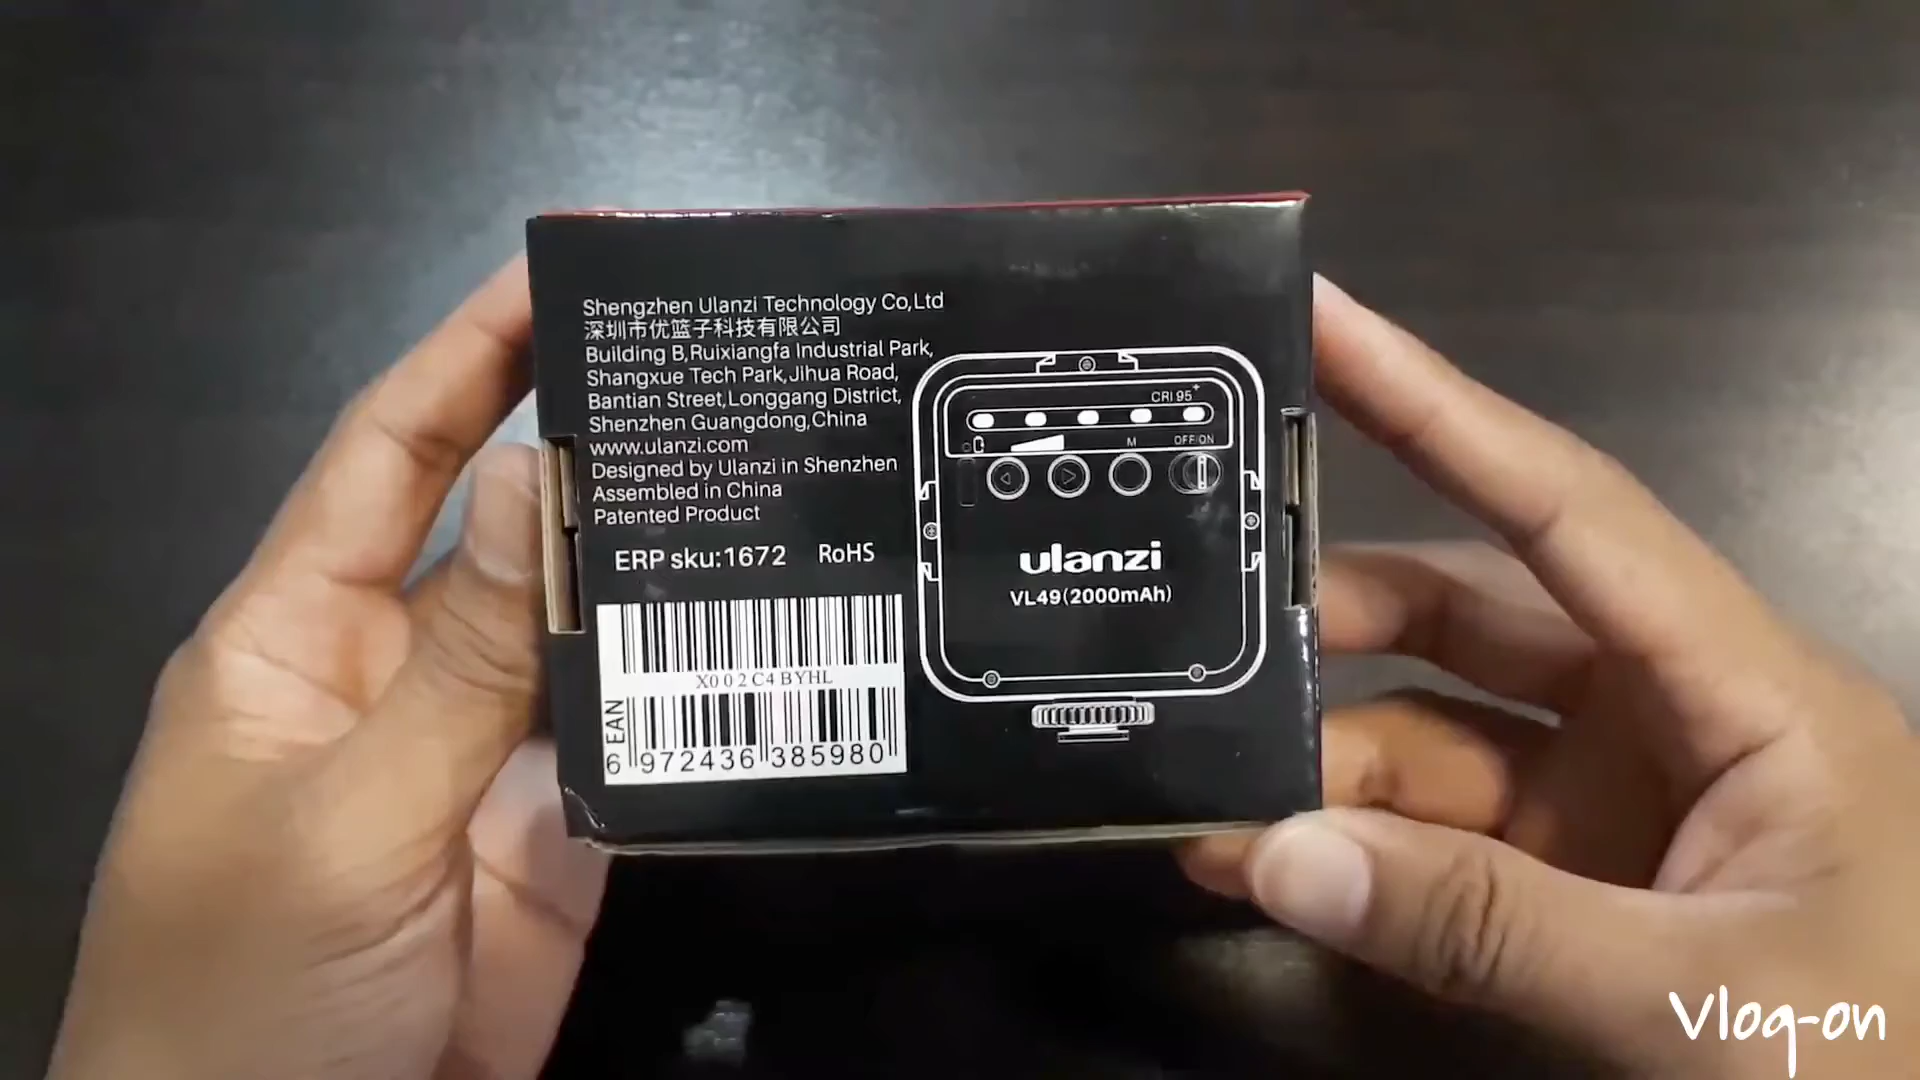 Shengzhen Ulanzi Technology Co,Ltd
深圳市优篮子科技有限公司
Building B,Ruixiangfa Industrial Park,
Shangxue Tech Park,Jihua Road,
Bantian Street,Longgang District,
Shenzhen Guangdong,China
www.ulanzi.com
Designed by Ulanzi in Shenzhen
Assembled in China
Patented Product
ERP sku:1672 RoHS
X002C4BYHL
EAN
6 972436 385980
CRI 95+
M OFF/ON
ulanzi
VL49(2000mAh)
Vlog-on